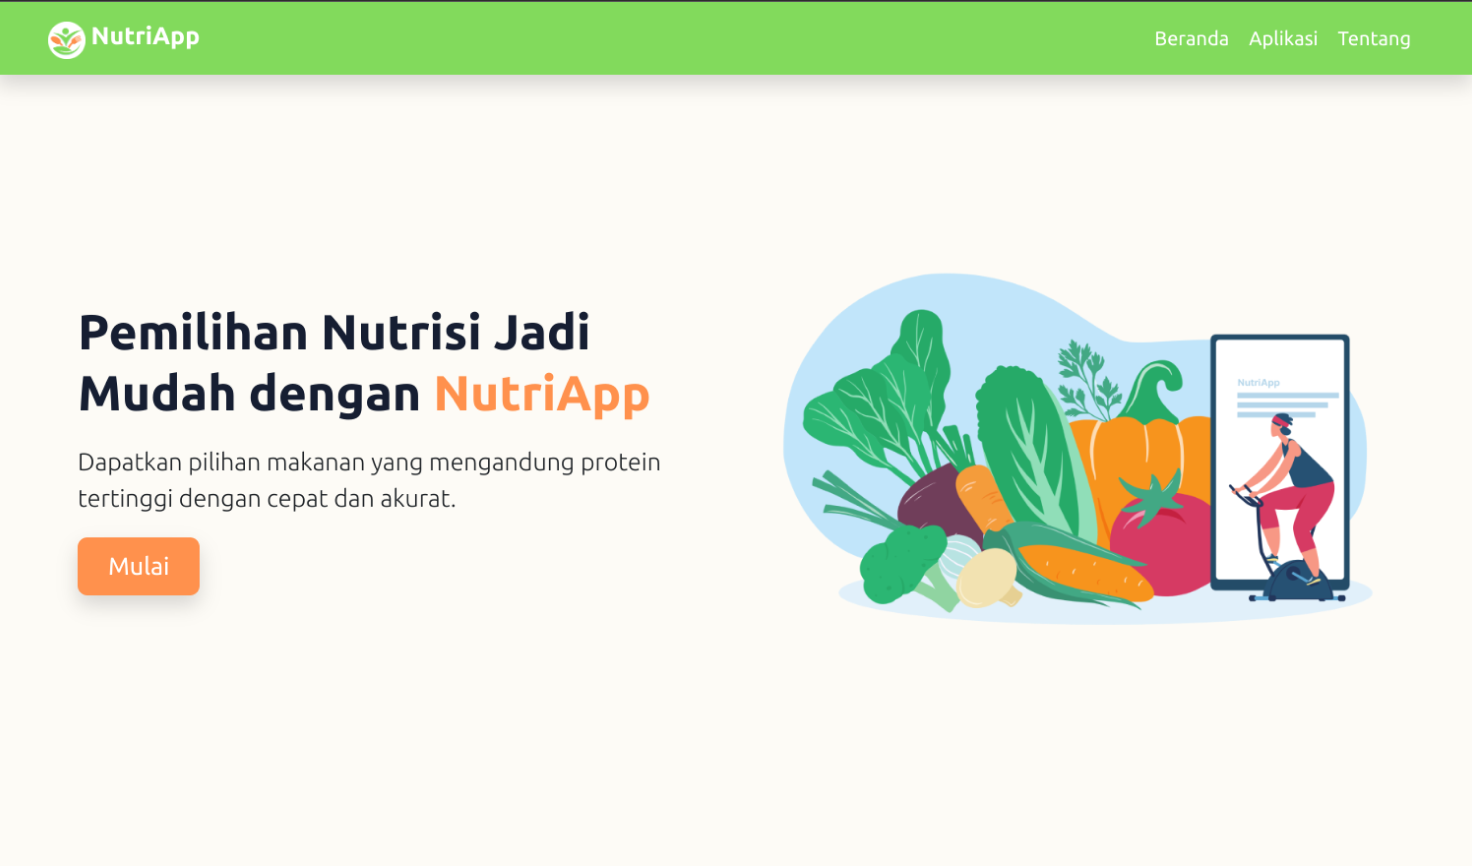 NutriApp
Beranda Aplikasi Tentang
Pemilihan Nutrisi Jadi
Mudah dengan NutriApp
Dapatkan pilihan makanan yang mengandung protein
tertinggi dengan cepat dan akurat.
Mulai
NutriApp